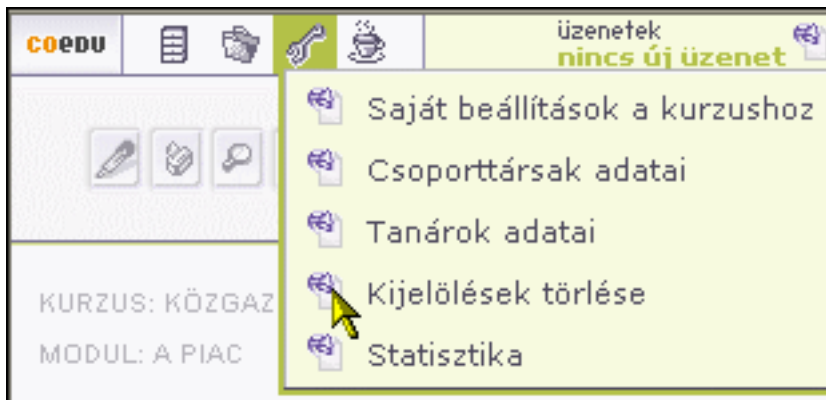 COEDU
üzenetek
nincs új üzenet
Saját beállítások a kurzushoz
Csoporttársak adatai
Tanárok adatai
Kijelölések törlése
Statisztika
KURZUS: KÖZGAZ
MODUL: A PIAC